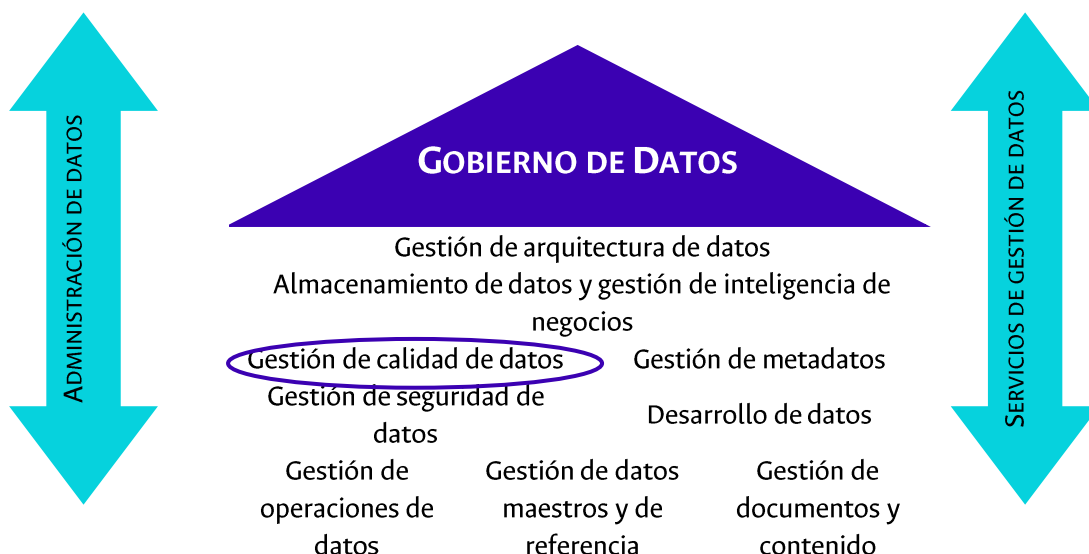 ADMINISTRACIÓN DE DATOS
GOBIERNO DE DATOS
Gestión de arquitectura de datos
Almacenamiento de datos y gestión de inteligencia de
negocios
Gestión de calidad de datos
Gestión de metadatos
Gestión de seguridad de
datos
Desarrollo de datos
Gestión de
operaciones de
datos
Gestión de datos
maestros y de
referencia
Gestión de
documentos y
contenido
SERVICIOS DE GESTIÓN DE DATOS